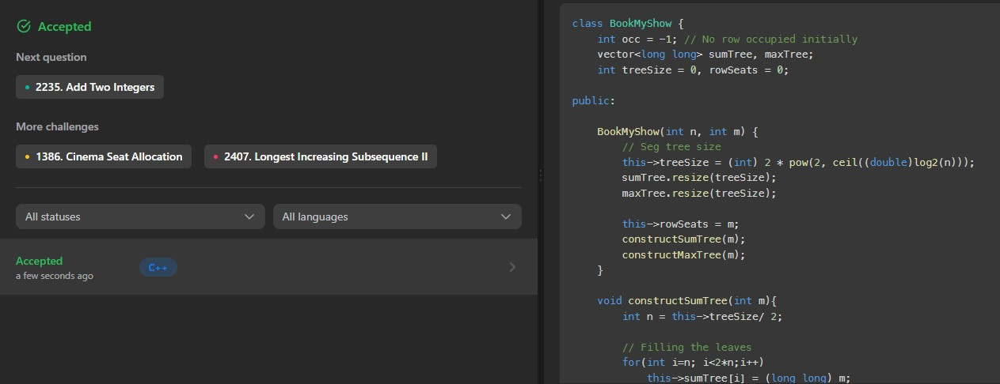 Accepted
Next question
2235. Add Two Integers
More challenges
1386. Cinema Seat Allocation
2407. Longest Increasing Subsequence II
All statuses
All languages
Accepted
a few seconds ago
C++
class BookMyShow {
    int occ = -1; // No row occupied initially
    vector<long long> sumTree, maxTree;
    int treeSize = 0, rowSeats = 0;
public:
    BookMyShow(int n, int m) {
        // Seg tree size
        this->treeSize = (int) 2 * pow(2, ceil((double)log2(n)));
        sumTree.resize(treeSize);
        maxTree.resize(treeSize);
        this->rowSeats = m;
        constructSumTree(m);
        constructMaxTree(m);
    }
    void constructSumTree(int m){
        int n = this->treeSize/ 2;
        // Filling the leaves
        for(int i=n; i<2*n;i++)
            this->sumTree[i] = (long long) m;